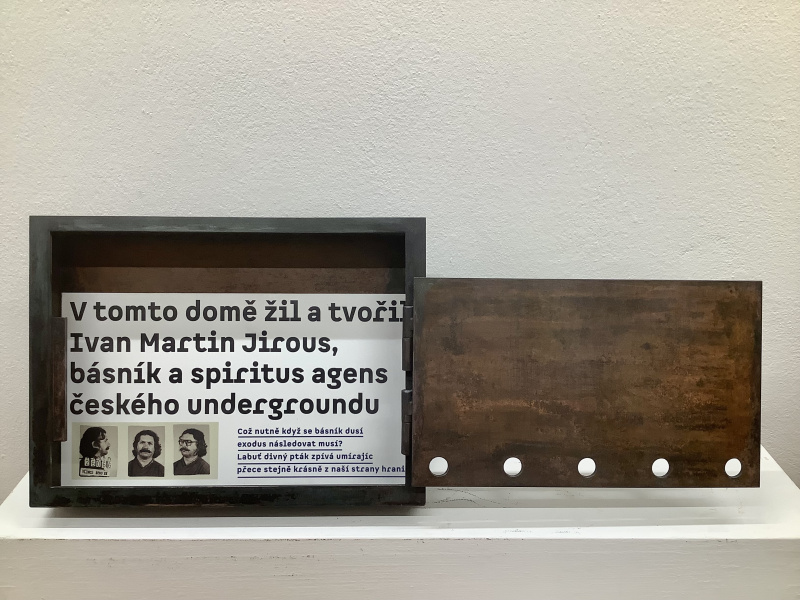 V tomto domě žil a tvořil
Ivan Martin Jirous,
básník a spiritus agens
českého undergroundu
Což nutně když se básník dusí
exodus následovat musí?
Labuť divný pták zpívá umírajíc
přece stejně krásně z naší strany hrani